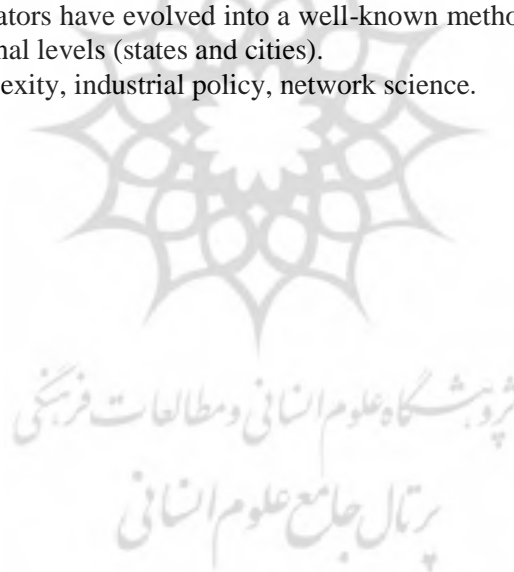 ators have evolved into a well-known metho
nal levels (states and cities).
exity, industrial policy, network science.
پژوهشگاه علوم انسانی و مطالعات فرهنگی
پرتال جامع علوم انسانی